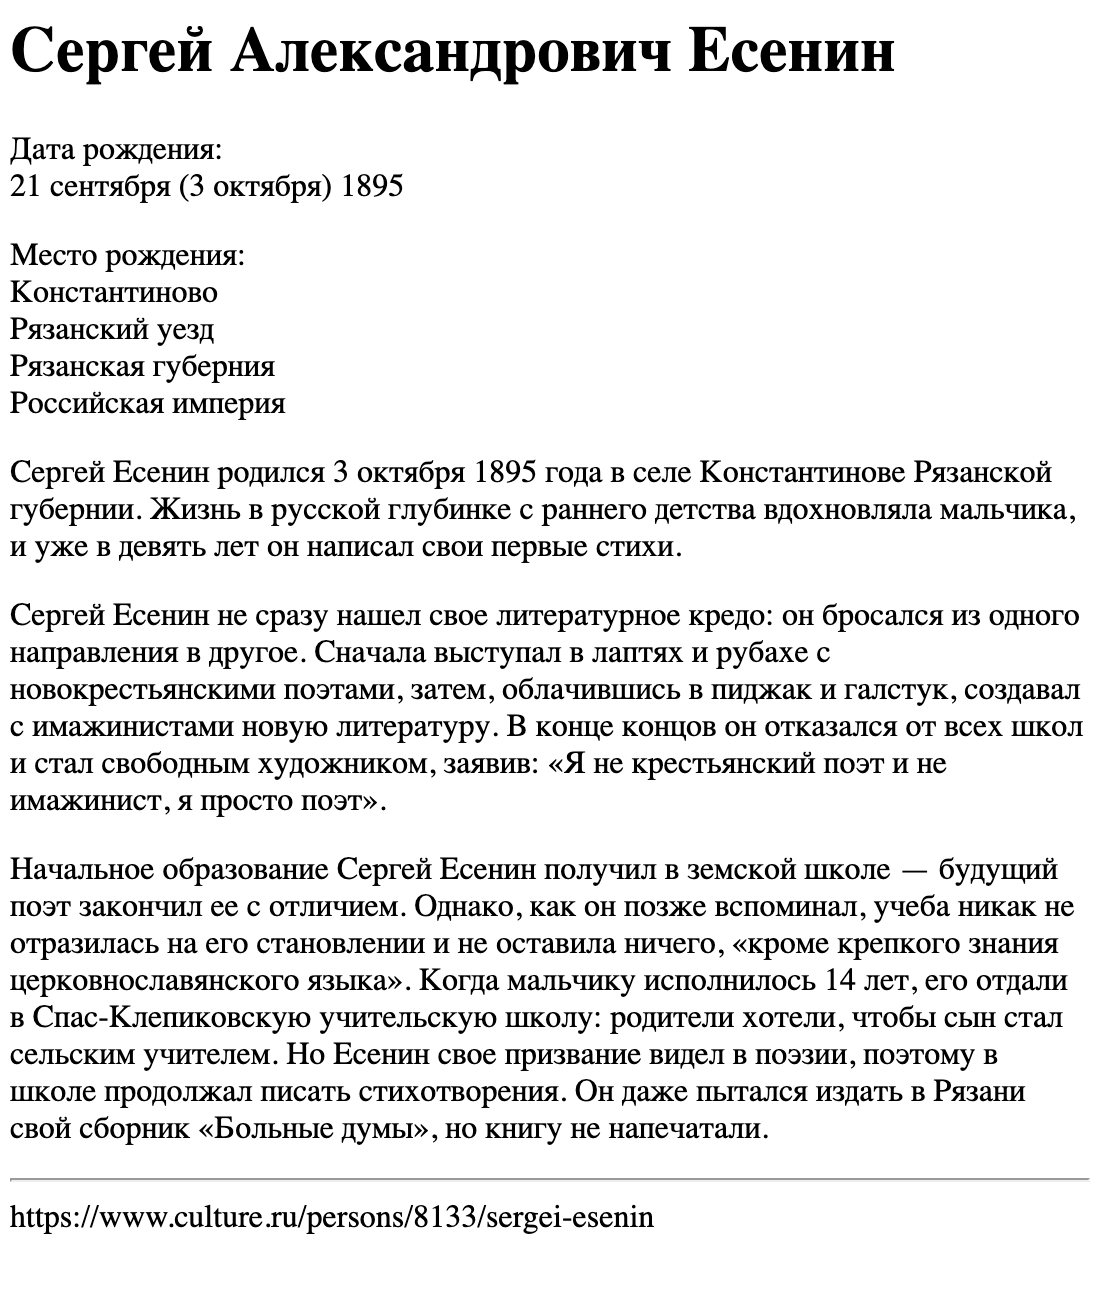 Сергей Александрович Есенин
Дата рождения:
21 сентября (3 октября) 1895
Место рождения:
Константиново
Рязанский уезд
Рязанская губерния
Российская империя
Сергей Есенин родился 3 октября 1895 года в селе Константинове Рязанской
губернии. Жизнь в русской глубинке с раннего детства вдохновляла мальчика,
и уже в девять лет он написал свои первые стихи.
Сергей Есенин не сразу нашел свое литературное кредо: он бросался из одного
направления в другое. Сначала выступал в лаптях и рубахе с
новокрестьянскими поэтами, затем, облачившись в пиджак и галстук, создавал
с имажинистами новую литературу. В конце концов он отказался от всех школ
и стал свободным художником, заявив: «Я не крестьянский поэт и не
имажинист, я просто поэт».
Начальное образование Сергей Есенин получил в земской школе — будущий
поэт закончил ее с отличием. Однако, как он позже вспоминал, учеба никак не
отразилась на его становлении и не оставила ничего, «кроме крепкого знания
церковнославянского языка». Когда мальчику исполнилось 14 лет, его отдали
в Спас-Клепиковскую учительскую школу: родители хотели, чтобы сын стал
сельским учителем. Но Есенин свое призвание видел в поэзии, поэтому в
школе продолжал писать стихотворения. Он даже пытался издать в Рязани
свой сборник «Больные думы», но книгу не напечатали.
https://www.culture.ru/persons/8133/sergei-esenin